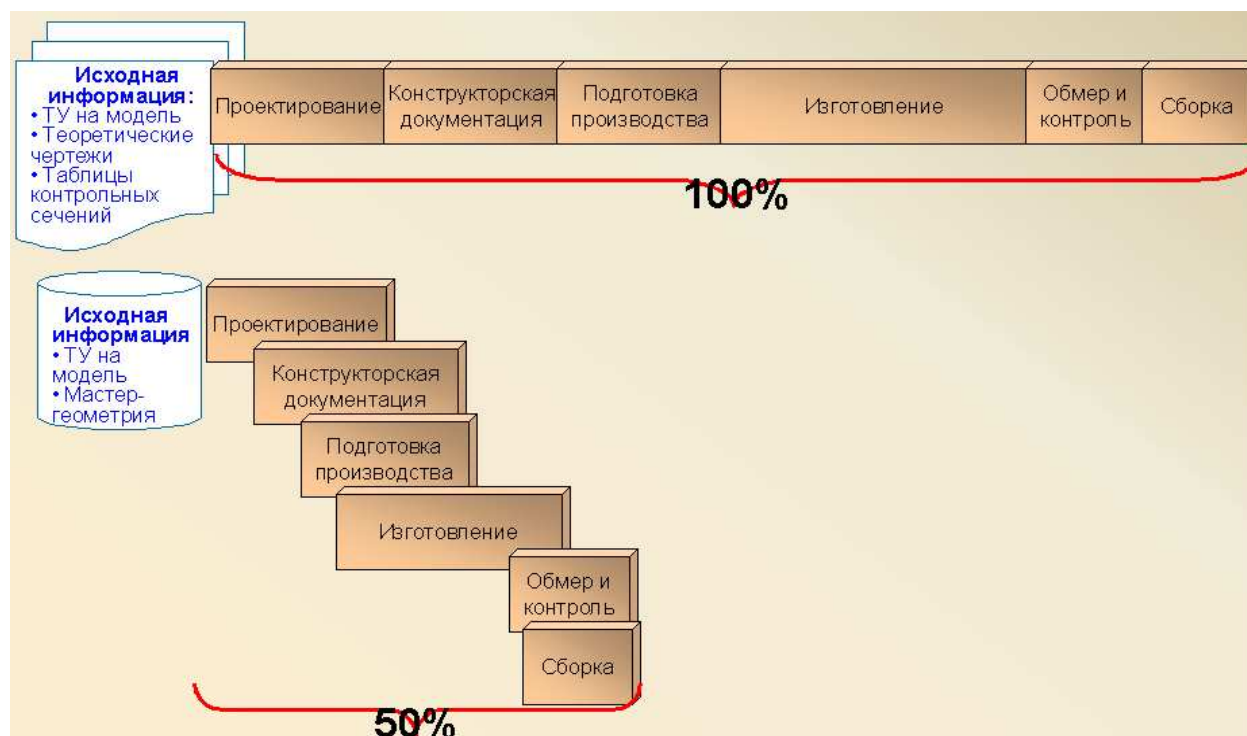 Исходная
информация:
• ТУ на модель
• Теоретические
чертежи
• Таблицы
контрольных
сечений
Проектирование
Конструкторская
документация
Подготовка
производства
Изготовление
Обмер и
контроль
Сборка
100%
Исходная
информация
• ТУ на
модель
• Мастер-
геометрия
Проектирование
Конструкторская
документация
Подготовка
производства
Изготовление
Обмер и
контроль
Сборка
50%